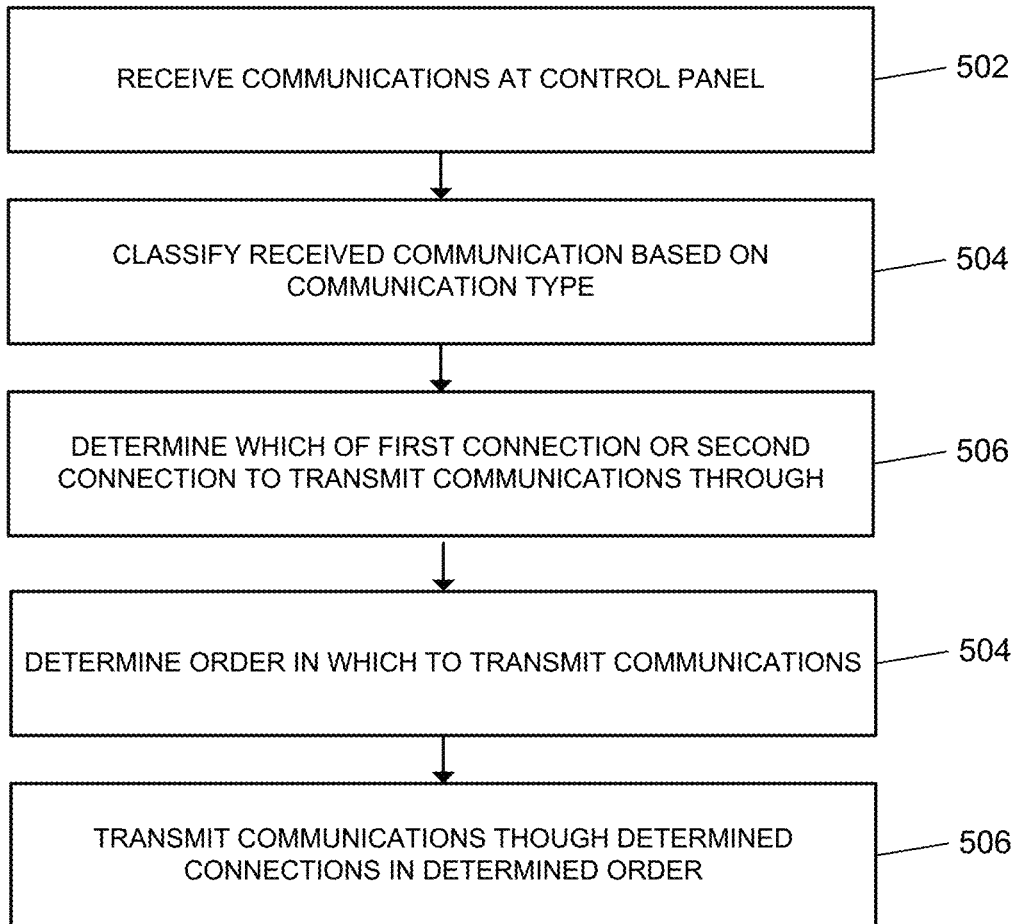 RECEIVE COMMUNICATIONS AT CONTROL PANEL
502
CLASSIFY RECEIVED COMMUNICATION BASED ON
COMMUNICATION TYPE
504
DETERMINE WHICH OF FIRST CONNECTION OR SECOND
CONNECTION TO TRANSMIT COMMUNICATIONS THROUGH
506
DETERMINE ORDER IN WHICH TO TRANSMIT COMMUNICATIONS
504
TRANSMIT COMMUNICATIONS THOUGH DETERMINED
CONNECTIONS IN DETERMINED ORDER
506